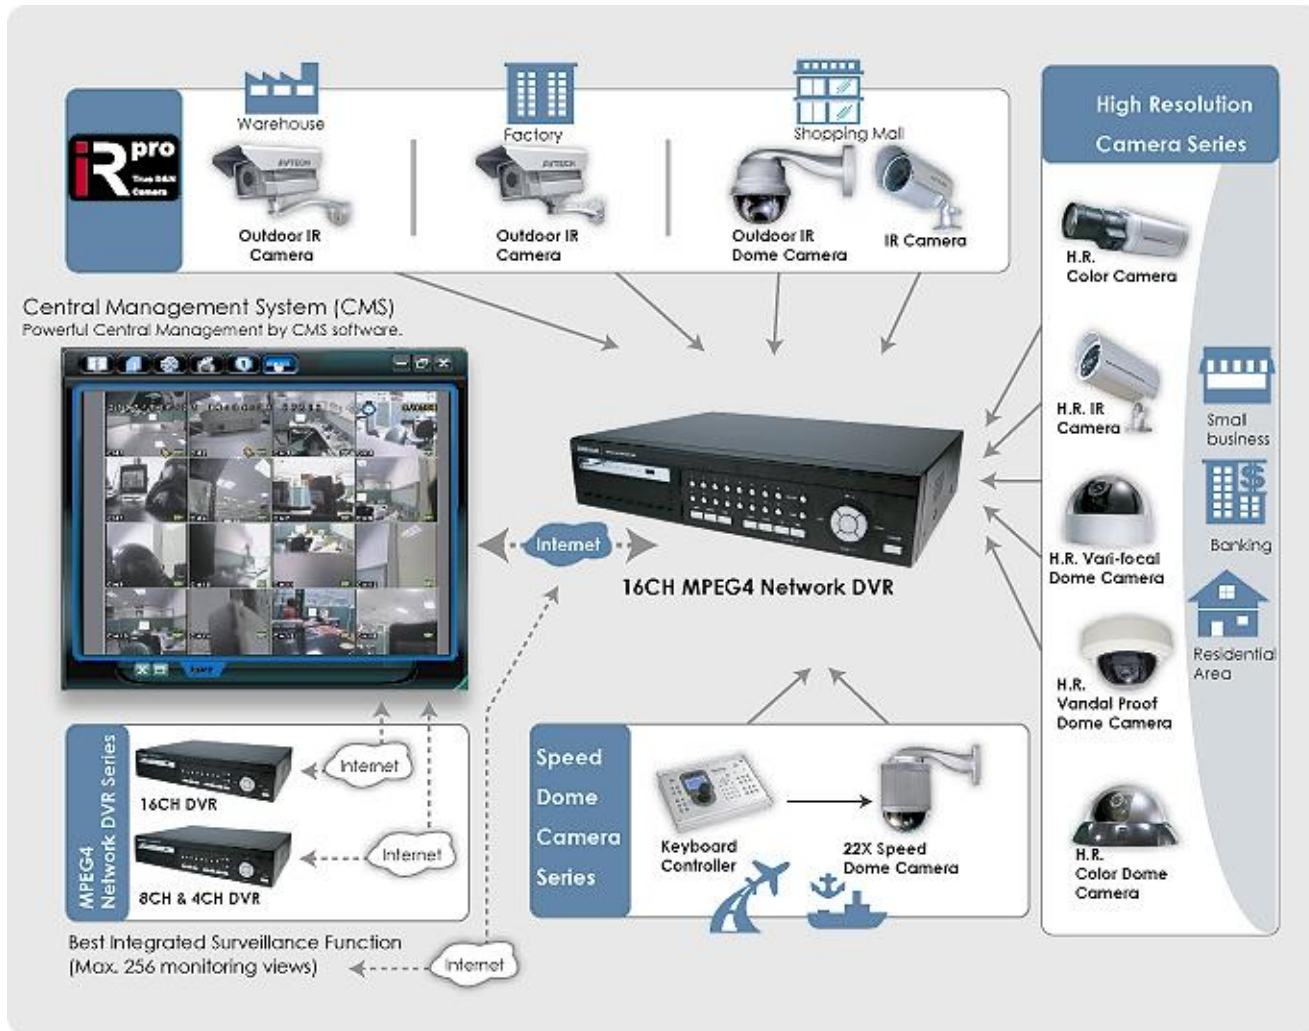 Warehouse
Factory
Shopping Mall
iR pro
True D&N
Camera
AVTECH
AVTECH
Outdoor IR
Camera
Outdoor IR
Camera
Outdoor IR
Dome Camera
IR Camera
High Resolution
Camera Series
H.R.
Color Camera
H.R. IR
Camera
H.R. Vari-focal
Dome Camera
H.R.
Vandal Proof
Dome Camera
H.R.
Color Dome
Camera
Small
business
Banking
Residential
Area
Central Management System (CMS)
Powerful Central Management by CMS software.
Internet
16CH MPEG4 Network DVR
MPEG4
Network DVR Series
16CH DVR
Internet
8CH & 4CH DVR
Internet
Speed
Dome
Camera
Series
Keyboard
Controller
22X Speed
Dome Camera
Best Integrated Surveillance Function
(Max. 256 monitoring views)
Internet